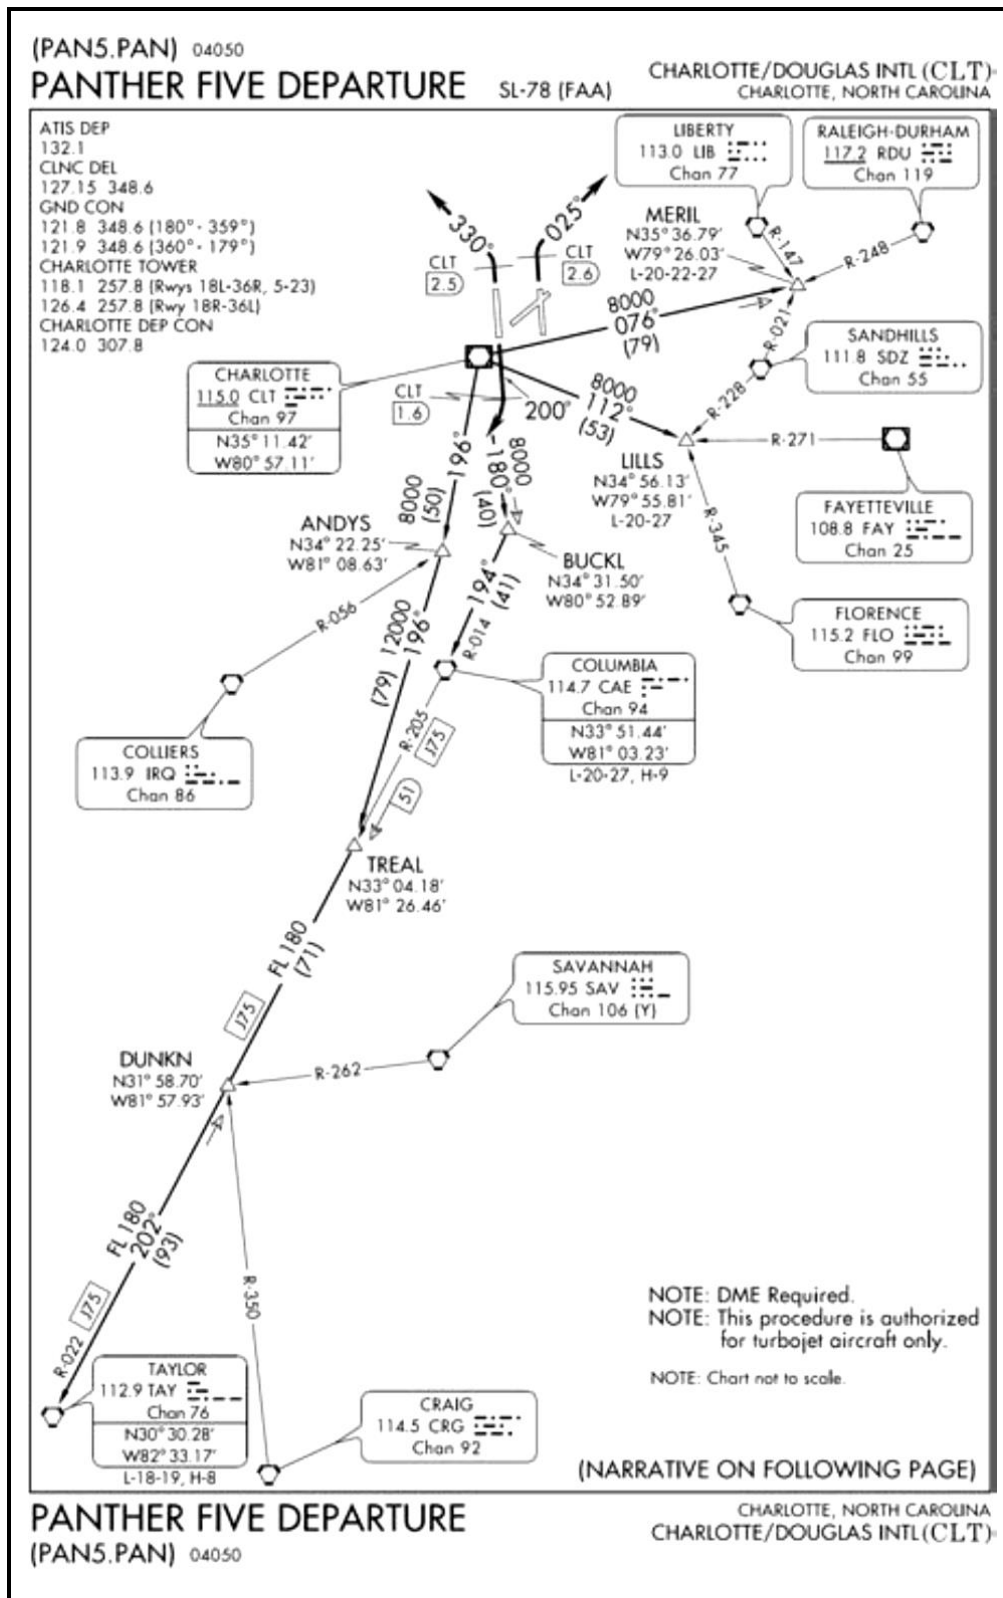 (PAN5.PAN) 04050
PANTHER FIVE DEPARTURE SL-78 (FAA)
CHARLOTTE/DOUGLAS INTL (CLT)
CHARLOTTE, NORTH CAROLINA
ATIS DEP
132.1
CLNC DEL
127.15 348.6
GND CON
121.8 348.6 (180°- 359°)
121.9 348.6 (360°- 179°)
CHARLOTTE TOWER
118.1 257.8 (Rwys 18L-36R, 5-23)
126.4 257.8 (Rwy 18R-36L)
CHARLOTTE DEP CON
124.0 307.8
LIBERTY
113.0 LIB
Chan 77
RALEIGH-DURHAM
117.2 RDU
Chan 119
330°
025°
CLT
2.5
CLT
2.6
MERIL
N35° 36.79'
W79° 26.03'
L-20-22-27
R-147
R-248
8000
076°
(79)
R-021
SANDHILLS
111.8 SDZ
Chan 55
CHARLOTTE
115.0 CLT
Chan 97
N35° 11.42'
W80° 57.11'
CLT
1.6
200°
8000
112°
(53)
R-228
R-271
LILLS
N34° 56.13'
W79° 55.81'
L-20-27
FAYETTEVILLE
108.8 FAY
Chan 25
196°
8000
(50)
8000
180°
(40)
ANDYS
N34° 22.25'
W81° 08.63'
BUCKL
N34° 31.50'
W80° 52.89'
R-345
FLORENCE
115.2 FLO
Chan 99
R-056
194°
(41)
R-014
12000
196°
(79)
COLUMBIA
114.7 CAE
Chan 94
N33° 51.44'
W81° 03.23'
L-20-27, H-9
R-205
J75
51
COLLIERS
113.9 IRQ
Chan 86
TREAL
N33° 04.18'
W81° 26.46'
FL 180
(71)
J75
SAVANNAH
115.95 SAV
Chan 106 (Y)
DUNKN
N31° 58.70'
W81° 57.93'
R-262
FL 180
202°
(93)
J75
R-022
R-350
NOTE: DME Required.
NOTE: This procedure is authorized
for turbojet aircraft only.
NOTE: Chart not to scale.
TAYLOR
112.9 TAY
Chan 76
N30° 30.28'
W82° 33.17'
L-18-19, H-8
CRAIG
114.5 CRG
Chan 92
(NARRATIVE ON FOLLOWING PAGE)
PANTHER FIVE DEPARTURE
(PAN5.PAN) 04050
CHARLOTTE, NORTH CAROLINA
CHARLOTTE/DOUGLAS INTL (CLT)